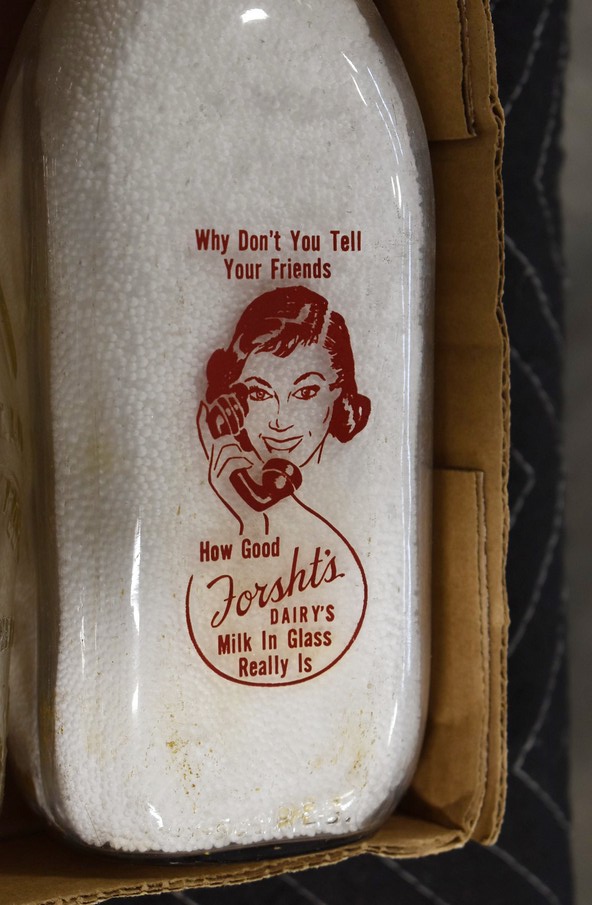 Why Don't You Tell
Your Friends
How Good
Forsht's
DAIRY'S
Milk In Glass
Really Is